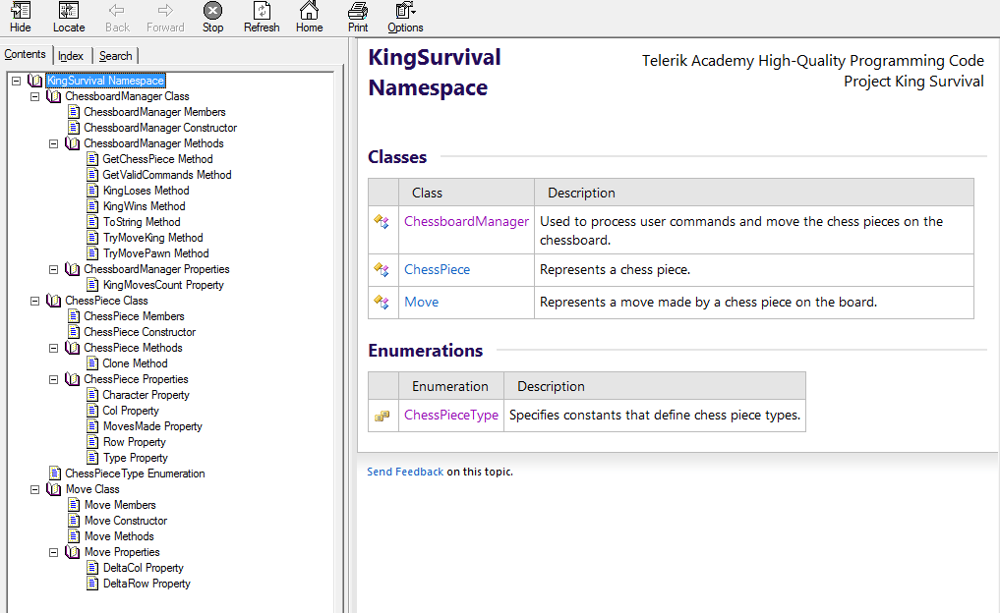 Hide Locate Back Forward Stop Refresh Home Print Options
Contents Index Search
KingSurvival Namespace
ChessboardManager Class
ChessboardManager Members
ChessboardManager Constructor
ChessboardManager Methods
GetChessPiece Method
GetValidCommands Method
KingLoses Method
KingWins Method
ToString Method
TryMoveKing Method
TryMovePawn Method
ChessboardManager Properties
KingMovesCount Property
ChessPiece Class
ChessPiece Members
ChessPiece Constructor
ChessPiece Methods
Clone Method
ChessPiece Properties
Character Property
Col Property
MovesMade Property
Row Property
Type Property
ChessPieceType Enumeration
Move Class
Move Members
Move Constructor
Move Methods
Move Properties
DeltaCol Property
DeltaRow Property
KingSurvival
Namespace
Telerik Academy High-Quality Programming Code
Project King Survival
Classes
Class Description
ChessboardManager Used to process user commands and move the chess pieces on the
chessboard.
ChessPiece Represents a chess piece.
Move Represents a move made by a chess piece on the board.
Enumerations
Enumeration Description
ChessPieceType Specifies constants that define chess piece types.
Send Feedback on this topic.